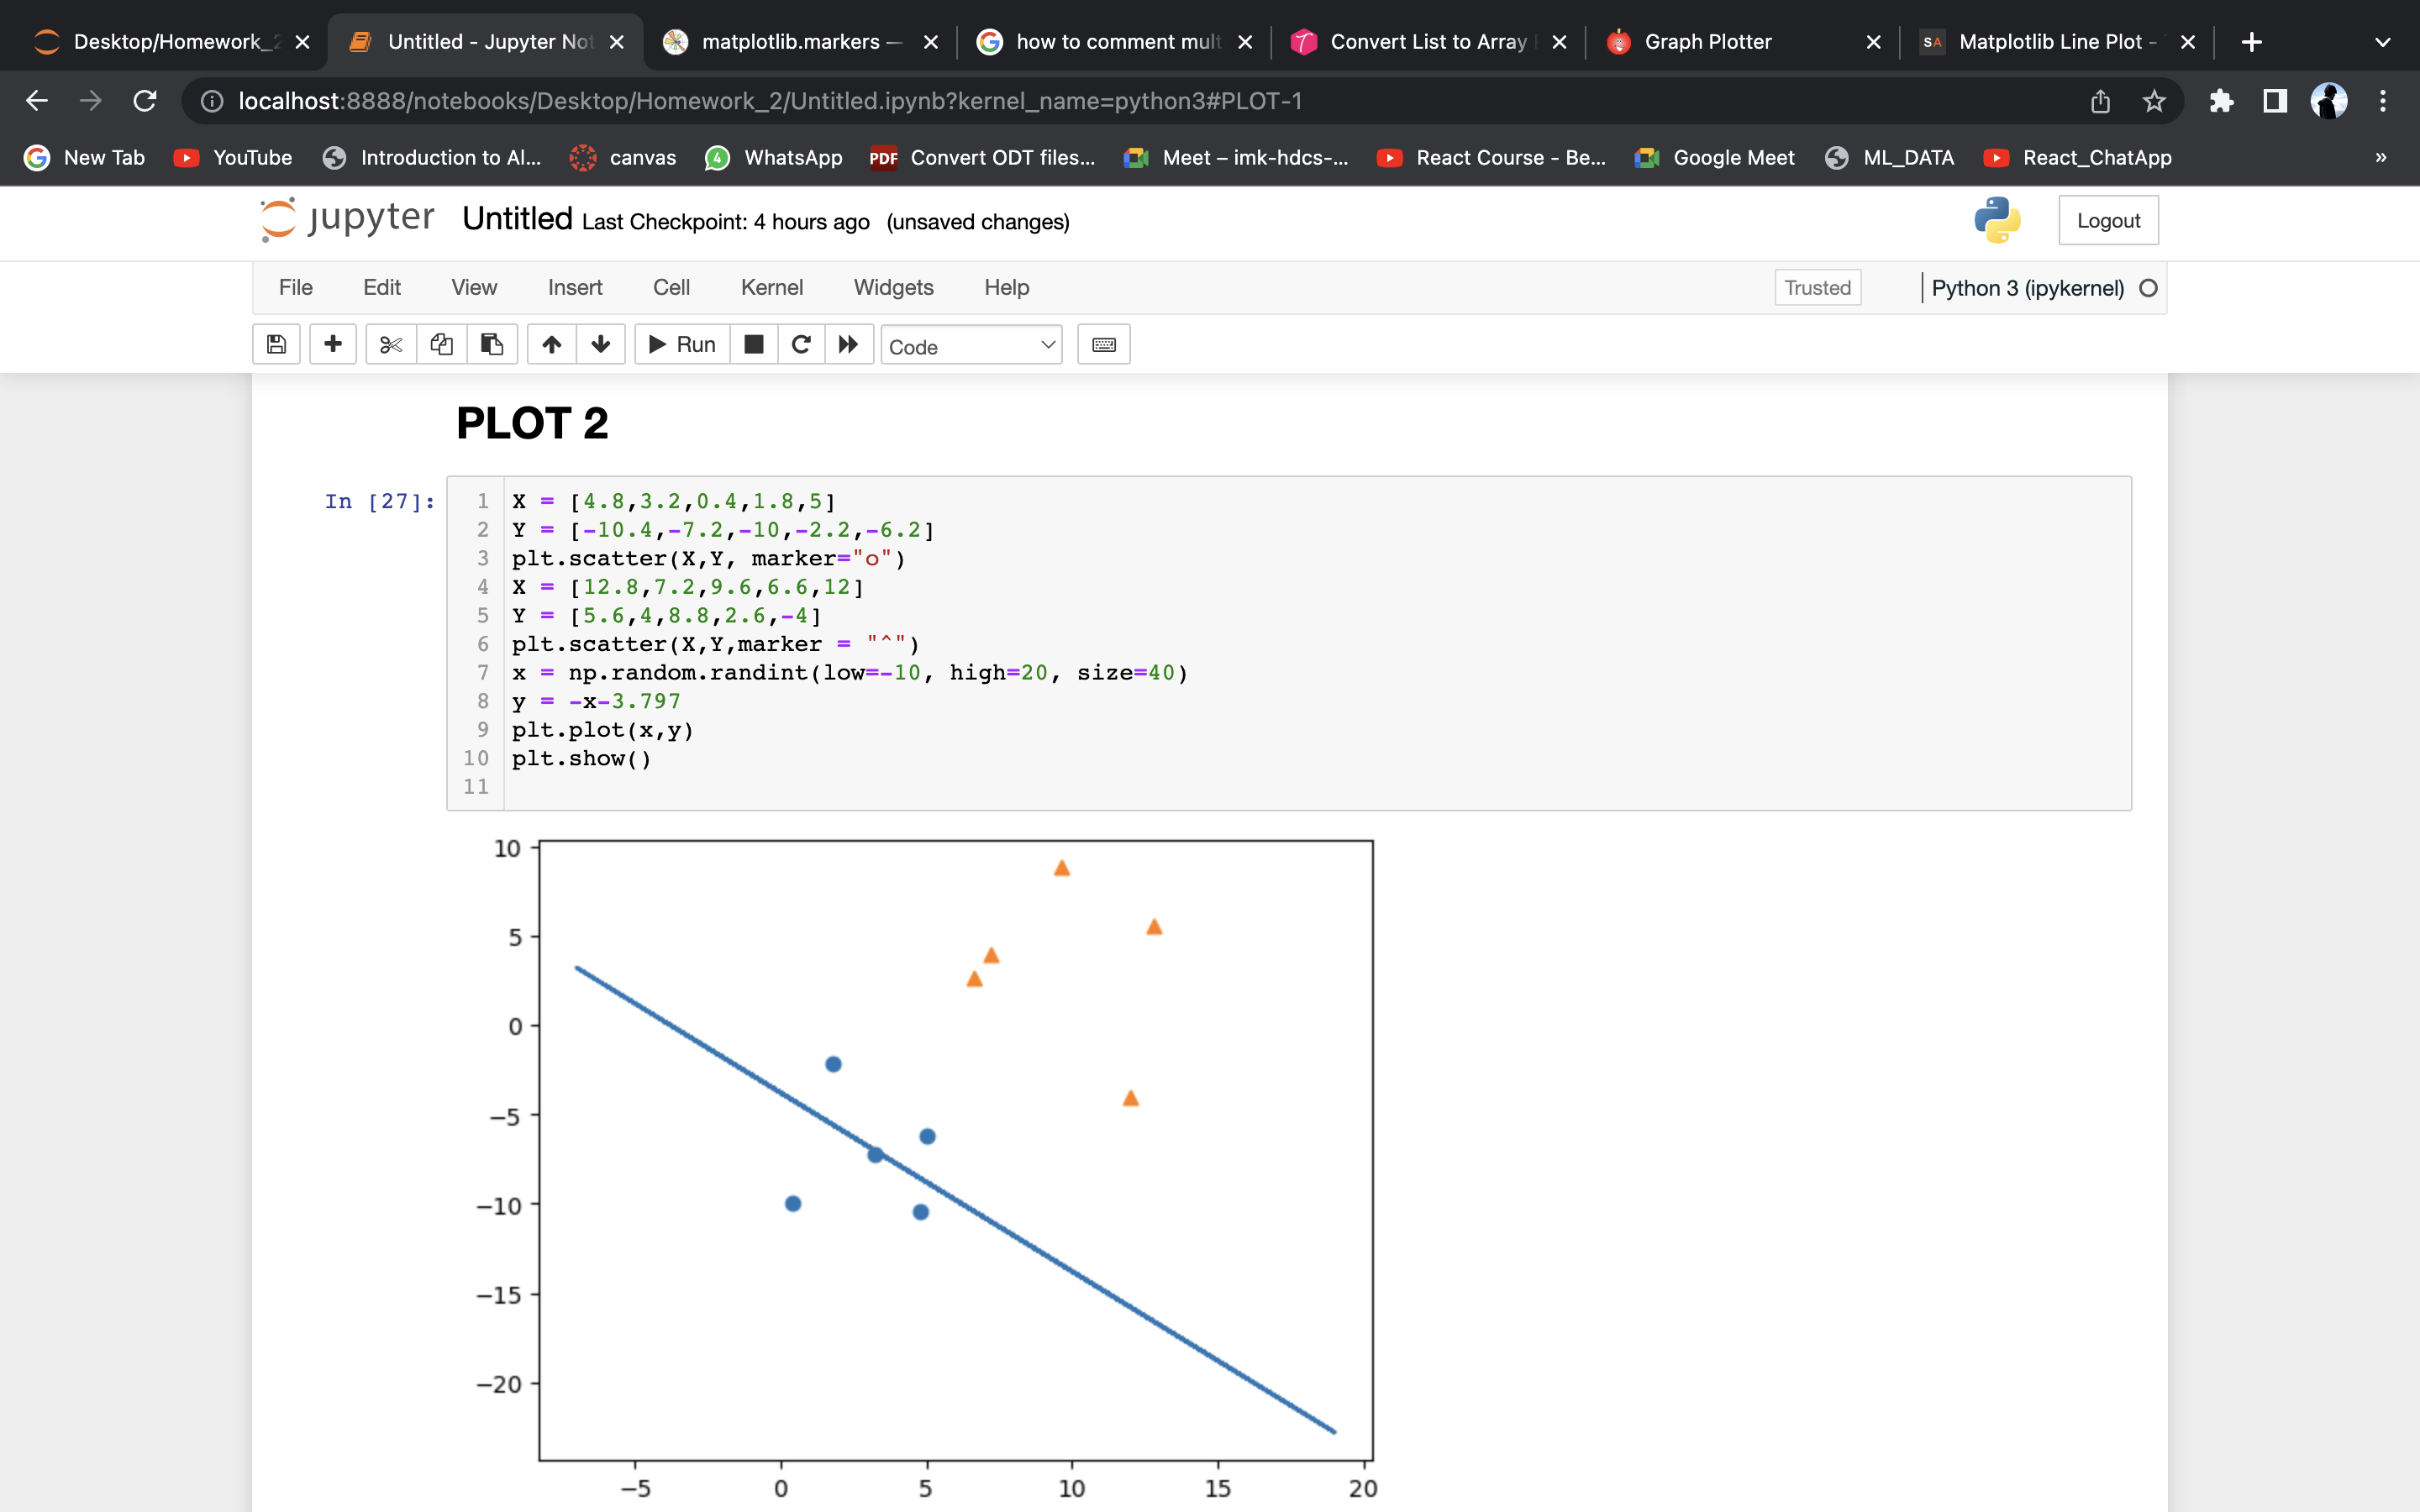 Desktop/Homework_2
Untitled - Jupyter Not
matplotlib.markers —
how to comment mult
Convert List to Array
Graph Plotter
SA Matplotlib Line Plot -
localhost:8888/notebooks/Desktop/Homework_2/Untitled.ipynb?kernel_name=python3#PLOT-1
New Tab
YouTube
Introduction to Al...
canvas
4 WhatsApp
PDF Convert ODT files...
Meet – imk-hdcs-...
React Course - Be...
Google Meet
ML_DATA
React_ChatApp
»
jupyter Untitled Last Checkpoint: 4 hours ago (unsaved changes)
Logout
File Edit View Insert Cell Kernel Widgets Help
Trusted
Python 3 (ipykernel)
Run
Code
PLOT 2
In [27]:
1 X = [4.8,3.2,0.4,1.8,5]
2 Y = [-10.4,-7.2,-10,-2.2,-6.2]
3 plt.scatter(X,Y, marker="o")
4 X = [12.8,7.2,9.6,6.6,12]
5 Y = [5.6,4,8.8,2.6,-4]
6 plt.scatter(X,Y,marker = "^")
7 x = np.random.randint(low=-10, high=20, size=40)
8 y = -x-3.797
9 plt.plot(x,y)
10 plt.show()
11
10
5
0
−5
−10
−15
−20
−5 0 5 10 15 20